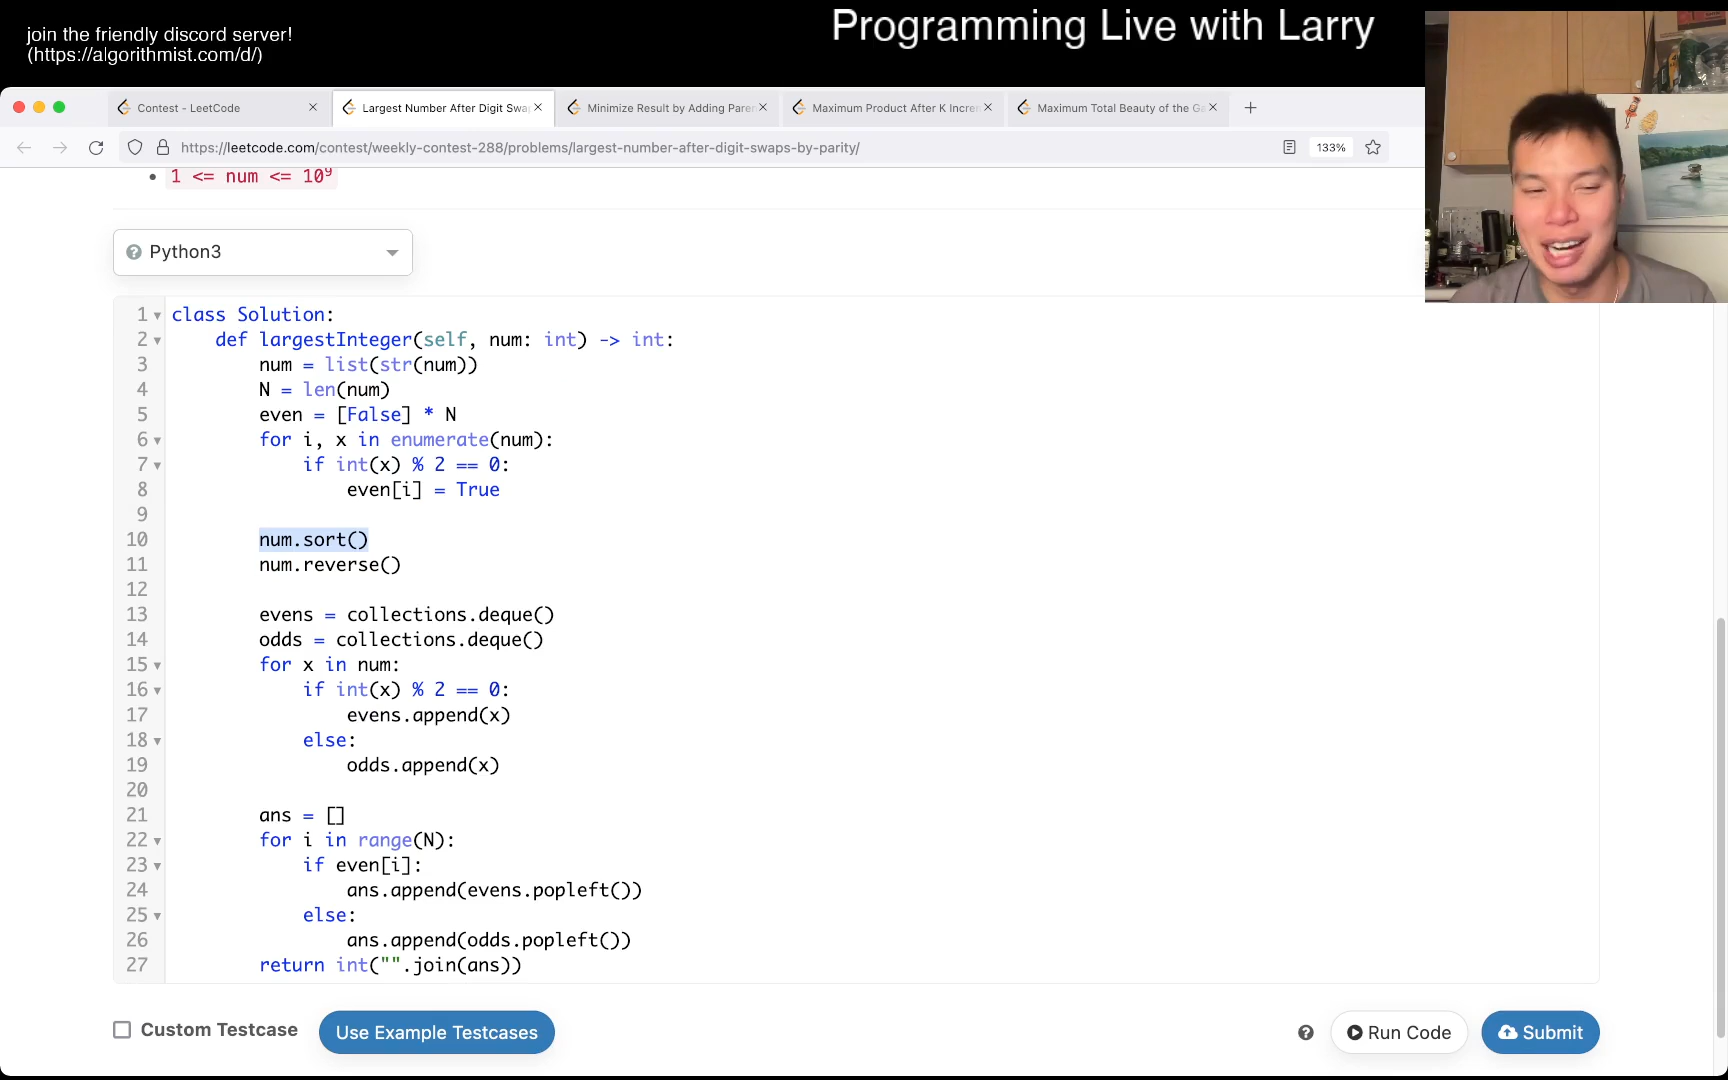 join the friendly discord server!
(https://algorithmist.com/d/)
Programming Live with Larry
Contest - LeetCode
Largest Number After Digit Swa
Minimize Result by Adding Paren
Maximum Product After K Increm
Maximum Total Beauty of the Ga
https://leetcode.com/contest/weekly-contest-288/problems/largest-number-after-digit-swaps-by-parity/
133%
• 1 <= num <= 10⁹
Python3
1 class Solution:
2     def largestInteger(self, num: int) -> int:
3         num = list(str(num))
4         N = len(num)
5         even = [False] * N
6         for i, x in enumerate(num):
7             if int(x) % 2 == 0:
8                 even[i] = True
9
10         num.sort()
11         num.reverse()
12
13         evens = collections.deque()
14         odds = collections.deque()
15         for x in num:
16             if int(x) % 2 == 0:
17                 evens.append(x)
18             else:
19                 odds.append(x)
20
21         ans = []
22         for i in range(N):
23             if even[i]:
24                 ans.append(evens.popleft())
25             else:
26                 ans.append(odds.popleft())
27         return int("".join(ans))
Custom Testcase
Use Example Testcases
Run Code
Submit